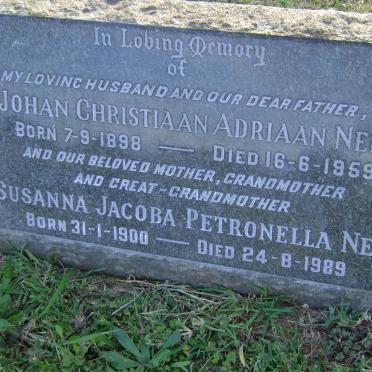 In Loving Memory
of
MY LOVING HUSBAND AND OUR DEAR FATHER,
JOHAN CHRISTIAAN ADRIAAN NE
BORN 7-9-1898 — DIED 16-6-1959
AND OUR BELOVED MOTHER, GRANDMOTHER
AND GREAT-GRANDMOTHER
SUSANNA JACOBA PETRONELLA NE
BORN 31-1-1900 — DIED 24-8-1989